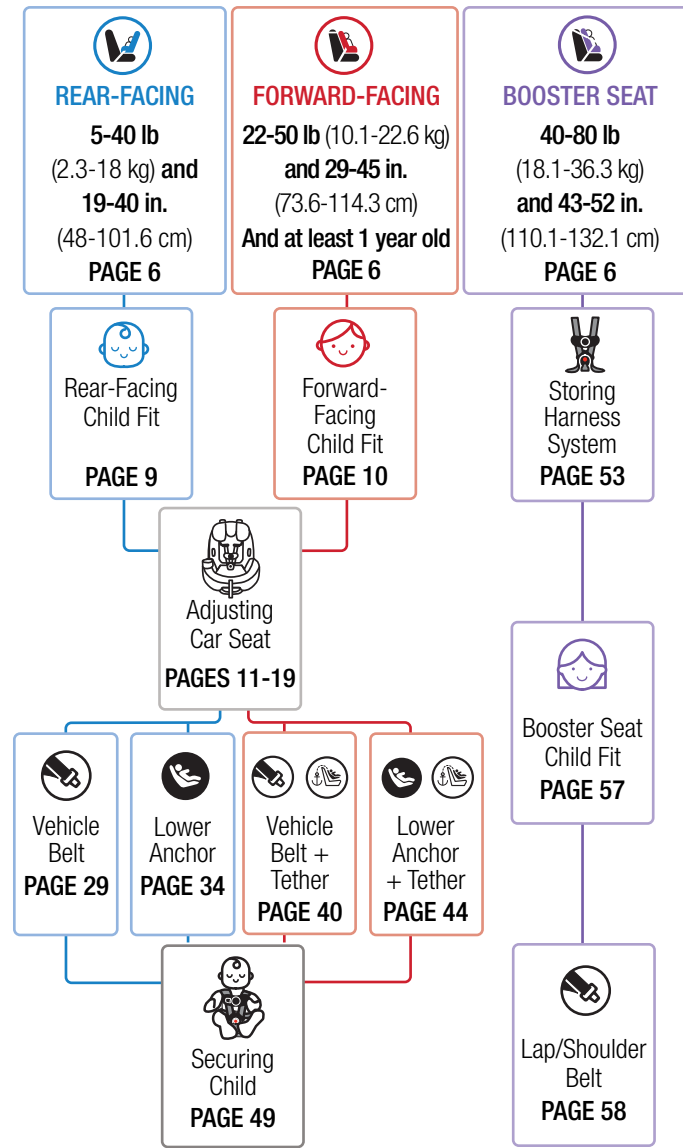 REAR-FACING
5-40 lb
(2.3-18 kg) and
19-40 in.
(48-101.6 cm)
PAGE 6
FORWARD-FACING
22-50 lb (10.1-22.6 kg)
and 29-45 in.
(73.6-114.3 cm)
And at least 1 year old
PAGE 6
BOOSTER SEAT
40-80 lb
(18.1-36.3 kg)
and 43-52 in.
(110.1-132.1 cm)
PAGE 6
Rear-Facing
Child Fit
PAGE 9
Forward-
Facing
Child Fit
PAGE 10
Storing
Harness
System
PAGE 53
Adjusting
Car Seat
PAGES 11-19
Booster Seat
Child Fit
PAGE 57
Vehicle
Belt
PAGE 29
Lower
Anchor
PAGE 34
Vehicle
Belt +
Tether
PAGE 40
Lower
Anchor
+ Tether
PAGE 44
Securing
Child
PAGE 49
Lap/Shoulder
Belt
PAGE 58